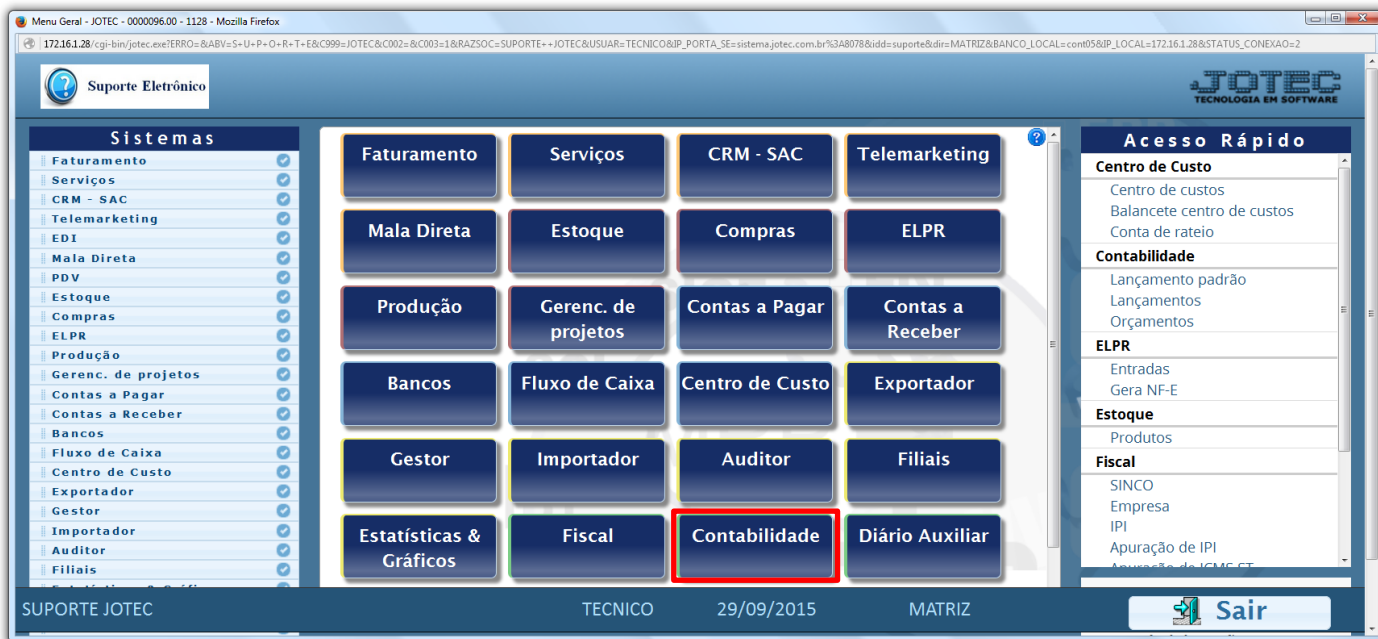 Menu Geral - JOTEC - 0000096.00 - 1128 - Mozilla Firefox
172.16.1.28/cgi-bin/jotec.exe?ERRO=&ABV=S+U+P+O+R+T+E&C999=JOTEC&C002=&C003=1&RAZSOC=SUPORTE++JOTEC&USUAR=TECNICO&IP_PORTA_SE=sistema.jotec.com.br%3A8078&idd=suporte&dir=MATRIZ&BANCO_LOCAL=cont05&IP_LOCAL=172.16.1.28&STATUS_CONEXAO=2
Suporte Eletrônico
JOTEC
TECNOLOGIA EM SOFTWARE
Sistemas
Faturamento
Serviços
CRM - SAC
Telemarketing
EDI
Mala Direta
PDV
Estoque
Compras
ELPR
Produção
Gerenc. de projetos
Contas a Pagar
Contas a Receber
Bancos
Fluxo de Caixa
Centro de Custo
Exportador
Gestor
Importador
Auditor
Filiais
Faturamento
Serviços
CRM - SAC
Telemarketing
Mala Direta
Estoque
Compras
ELPR
Produção
Gerenc. de
projetos
Contas a Pagar
Contas a
Receber
Bancos
Fluxo de Caixa
Centro de Custo
Exportador
Gestor
Importador
Auditor
Filiais
Estatísticas &
Gráficos
Fiscal
Contabilidade
Diário Auxiliar
Acesso Rápido
Centro de Custo
Centro de custos
Balancete centro de custos
Conta de rateio
Contabilidade
Lançamento padrão
Lançamentos
Orçamentos
ELPR
Entradas
Gera NF-E
Estoque
Produtos
Fiscal
SINCO
Empresa
IPI
Apuração de IPI
Apuração de ICMS ST
SUPORTE JOTEC
TECNICO
29/09/2015
MATRIZ
Sair